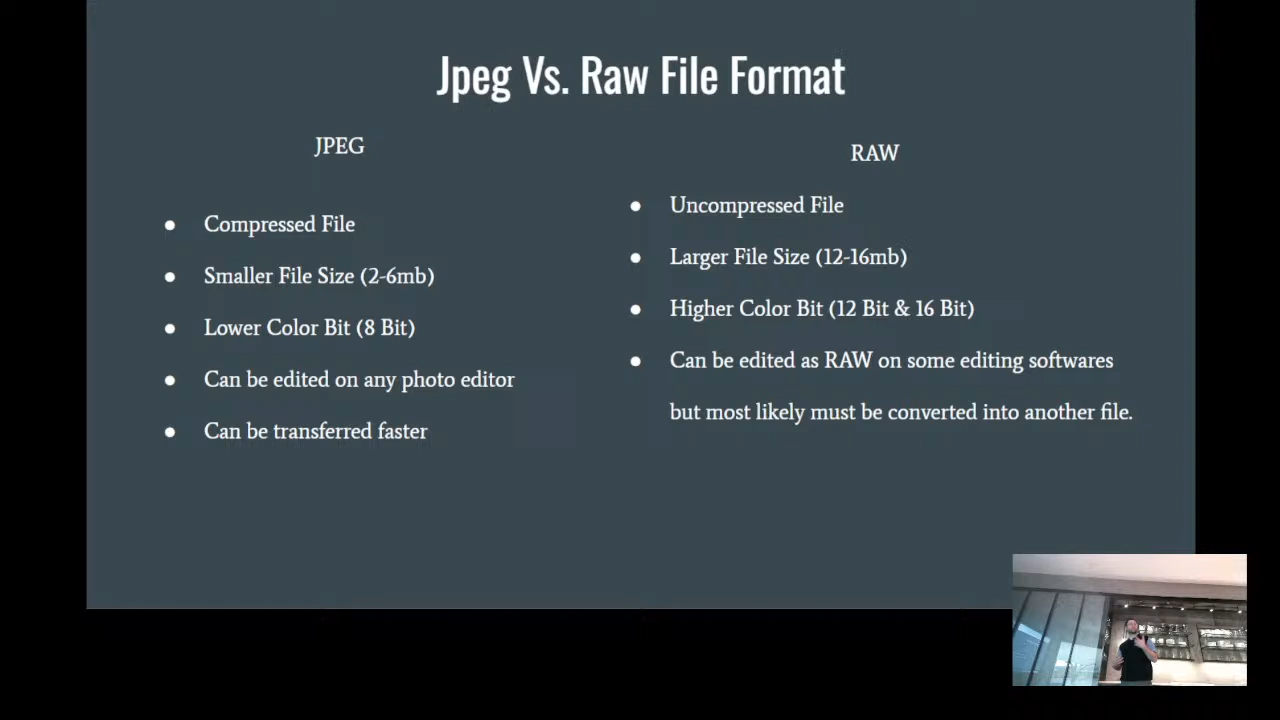 Jpeg Vs. Raw File Format
JPEG
● Compressed File
● Smaller File Size (2-6mb)
● Lower Color Bit (8 Bit)
● Can be edited on any photo editor
● Can be transferred faster
RAW
● Uncompressed File
● Larger File Size (12-16mb)
● Higher Color Bit (12 Bit & 16 Bit)
● Can be edited as RAW on some editing softwares
but most likely must be converted into another file.